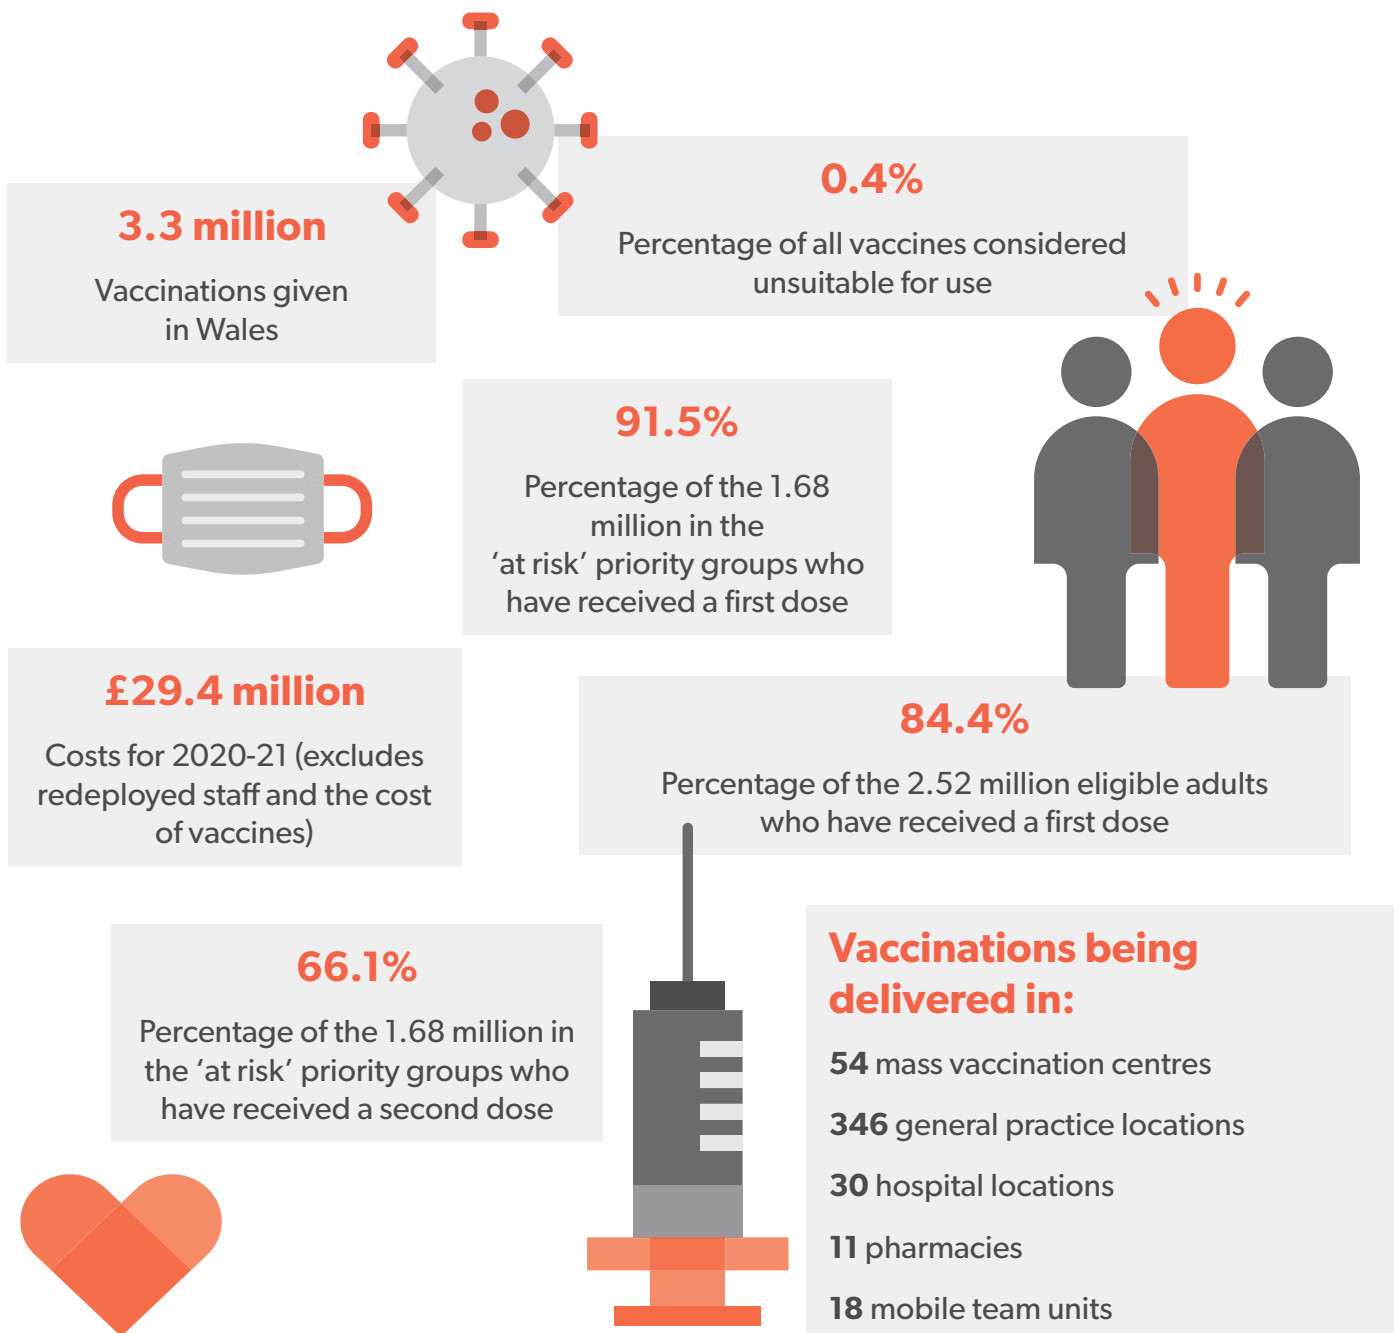 0.4%
Percentage of all vaccines considered
unsuitable for use
3.3 million
Vaccinations given
in Wales
91.5%
Percentage of the 1.68
million in the
‘at risk’ priority groups who
have received a first dose
£29.4 million
Costs for 2020-21 (excludes
redeployed staff and the cost
of vaccines)
84.4%
Percentage of the 2.52 million eligible adults
who have received a first dose
66.1%
Percentage of the 1.68 million in
the ‘at risk’ priority groups who
have received a second dose
Vaccinations being
delivered in:
54 mass vaccination centres
346 general practice locations
30 hospital locations
11 pharmacies
18 mobile team units